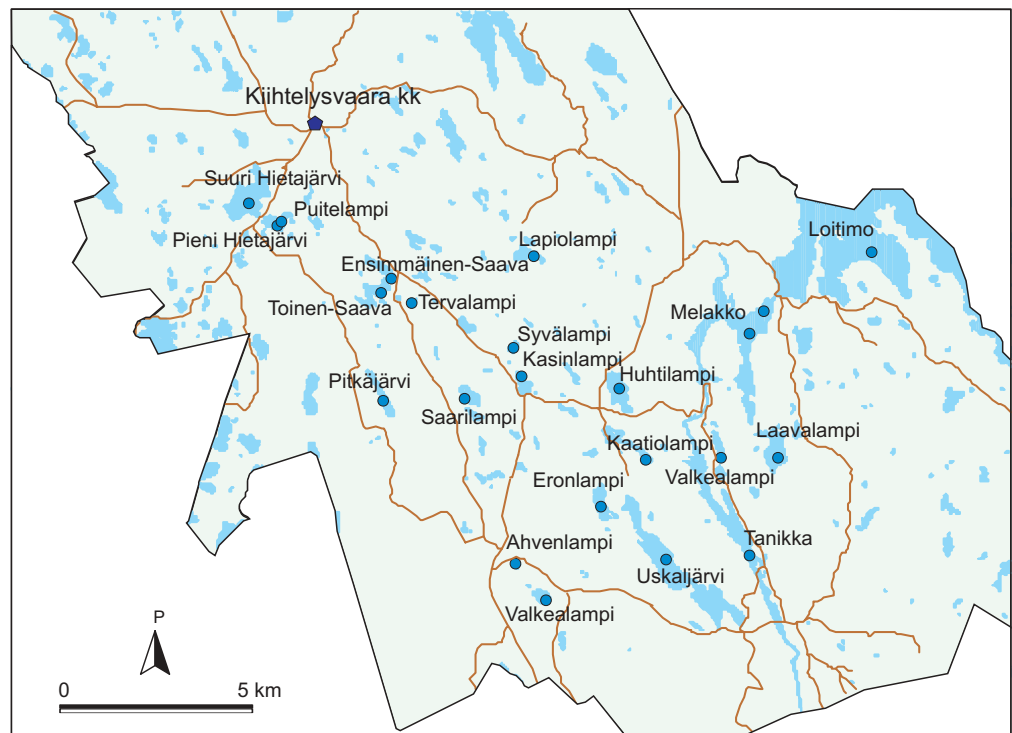 Kiihtelysvaara kk
Suuri Hietajärvi
Puitelampi
Pieni Hietajärvi
Loitimo
Lapiolampi
Ensimmäinen-Saava
Toinen-Saava
Tervalampi
Melakko
Syvälampi
Kasinlampi
Pitkäjärvi
Huhtilampi
Saarilampi
Kaatiolampi
Laavalampi
Valkealampi
Eronlampi
Ahvenlampi
Tanikka
Uskaljärvi
Valkealampi
P
0 5 km